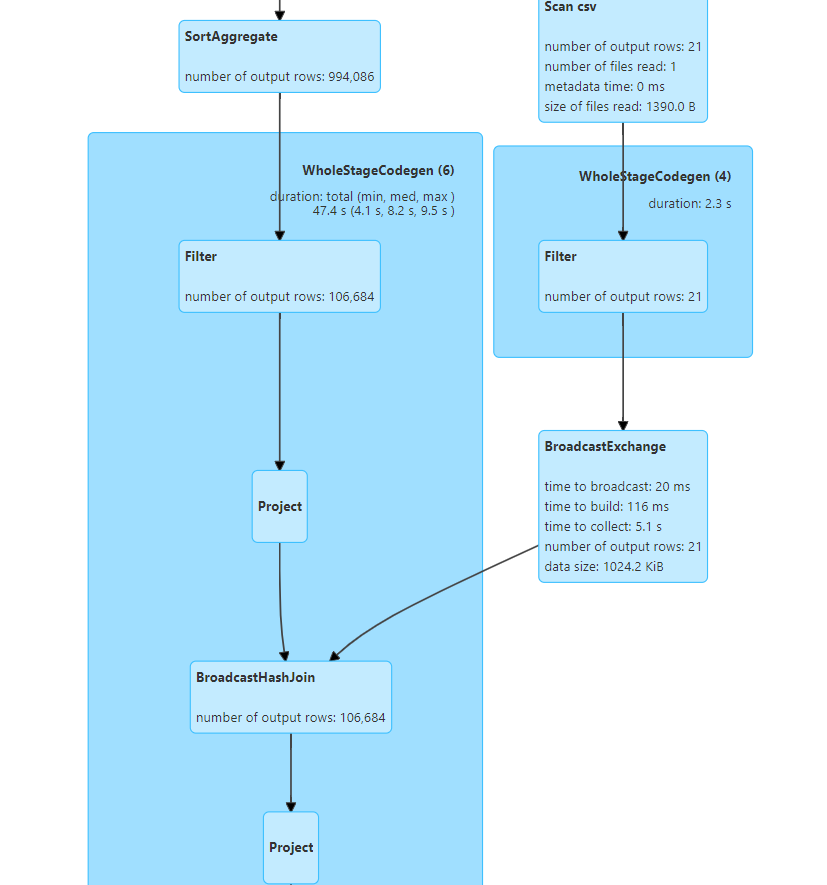 SortAggregate
number of output rows: 994,086
WholeStageCodegen (6)
duration: total (min, med, max )
47.4 s (4.1 s, 8.2 s, 9.5 s )
Filter
number of output rows: 106,684
Project
BroadcastHashJoin
number of output rows: 106,684
Project
Scan csv
number of output rows: 21
number of files read: 1
metadata time: 0 ms
size of files read: 1390.0 B
WholeStageCodegen (4)
duration: 2.3 s
Filter
number of output rows: 21
BroadcastExchange
time to broadcast: 20 ms
time to build: 116 ms
time to collect: 5.1 s
number of output rows: 21
data size: 1024.2 KiB